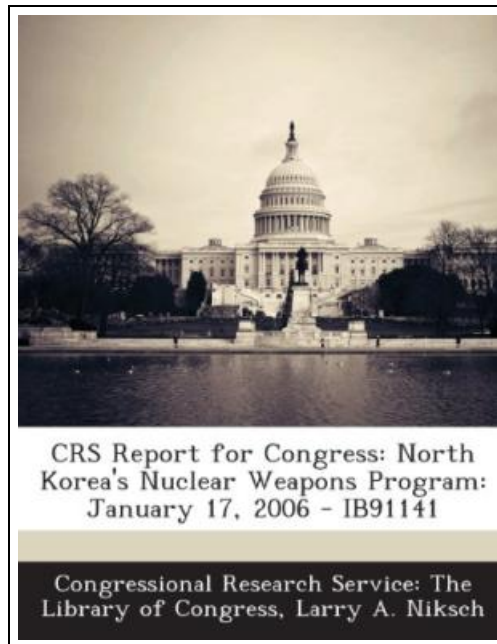 CRS Report for Congress: North
Korea's Nuclear Weapons Program:
January 17, 2006 - IB91141
Congressional Research Service: The
Library of Congress, Larry A. Niksch